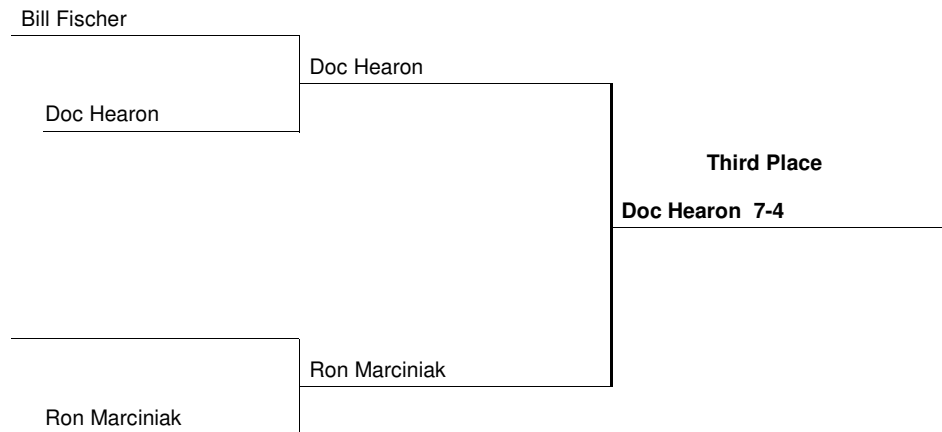 Bill Fischer
Doc Hearon
Doc Hearon
Third Place
Doc Hearon 7-4
Ron Marciniak
Ron Marciniak